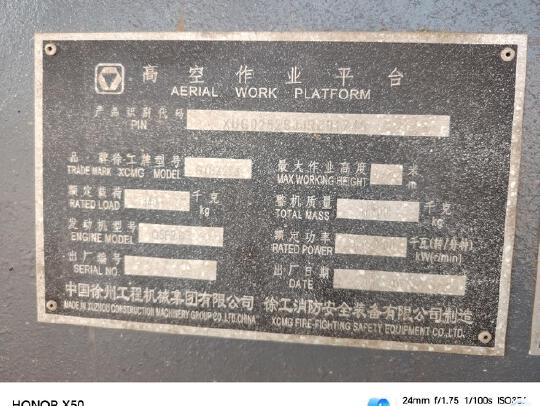 高空作业平台
AERIAL WORK PLATFORM
产品识别代码
PIN
品 牌 徐工牌 型号
TRADE MARK XCMG MODEL
最大作业高度 米
MAX WORKING HEIGHT m
额定载荷 千克
RATED LOAD kg
整机质量 千克
TOTAL MASS kg
发动机型号
ENGINE MODEL
额定功率 千瓦(转/分钟)
RATED POWER kW(r/min)
出厂编号
SERIAL NO.
出厂日期
DATE
中国徐州工程机械集团有限公司 徐工消防安全装备有限公司制造
MADE IN XUZHOU CONSTRUCTION MACHINERY GROUP CO.,LTD.CHINA XCMG FIRE-FIGHTING SAFETY EQUIPMENT CO.,LTD.
HONOR X50
24mm f/1.75 1/100s